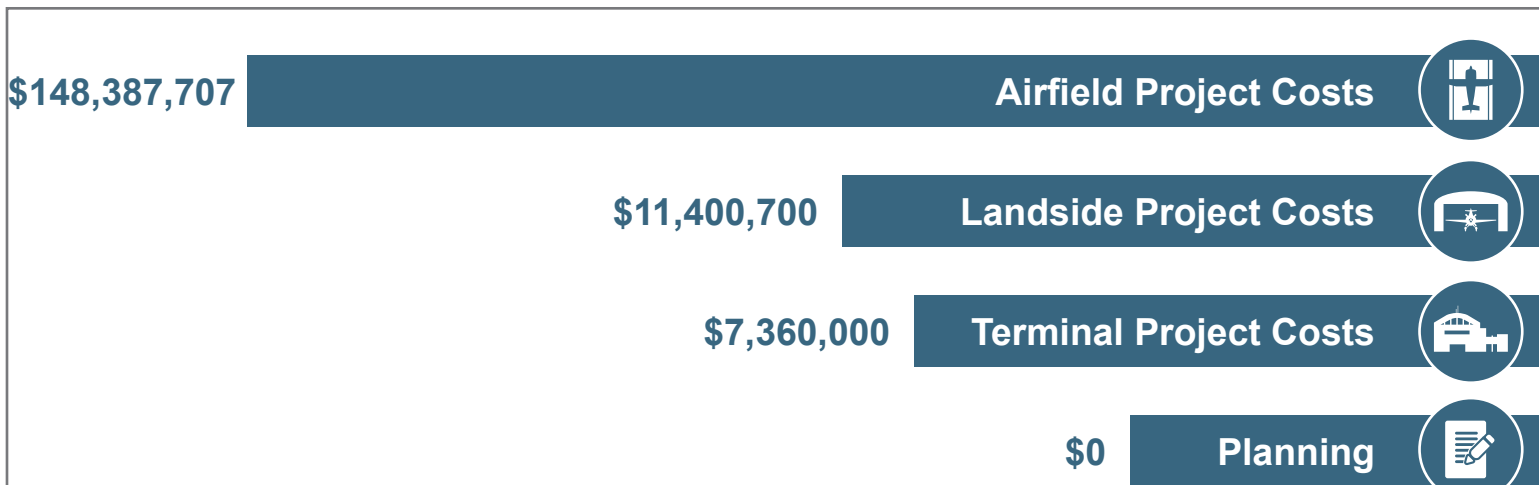 $148,387,707 Airfield Project Costs
$11,400,700 Landside Project Costs
$7,360,000 Terminal Project Costs
$0 Planning